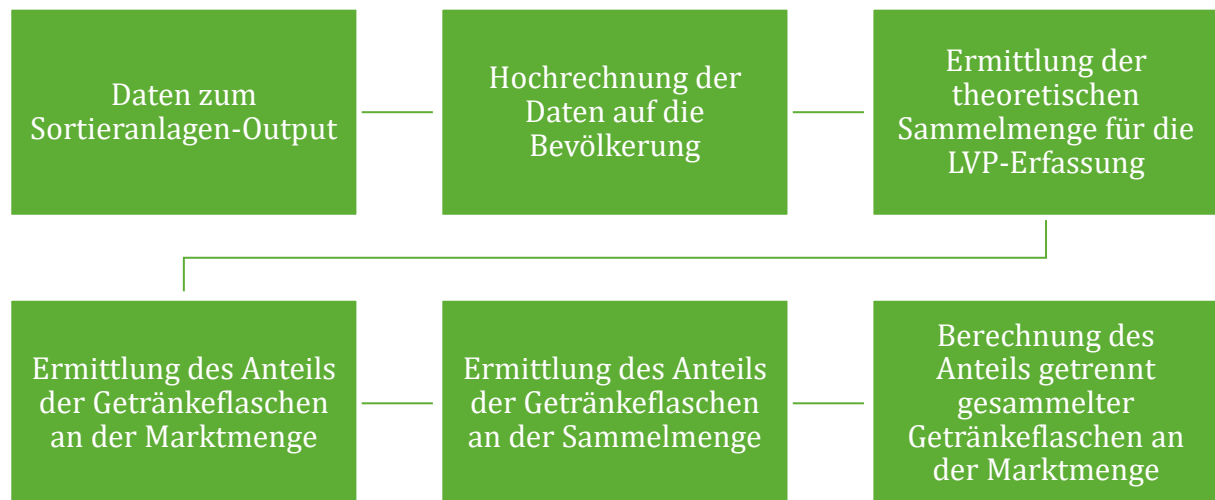 Daten zum
Sortieranlagen-Output
Hochrechnung der
Daten auf die
Bevölkerung
Ermittlung der
theoretischen
Sammelmenge für die
LVP-Erfassung
Ermittlung des Anteils
der Getränkeflaschen
an der Marktmenge
Ermittlung des Anteils
der Getränkeflaschen
an der Sammelmenge
Berechnung des
Anteils getrennt
gesammelter
Getränkeflaschen an
der Marktmenge